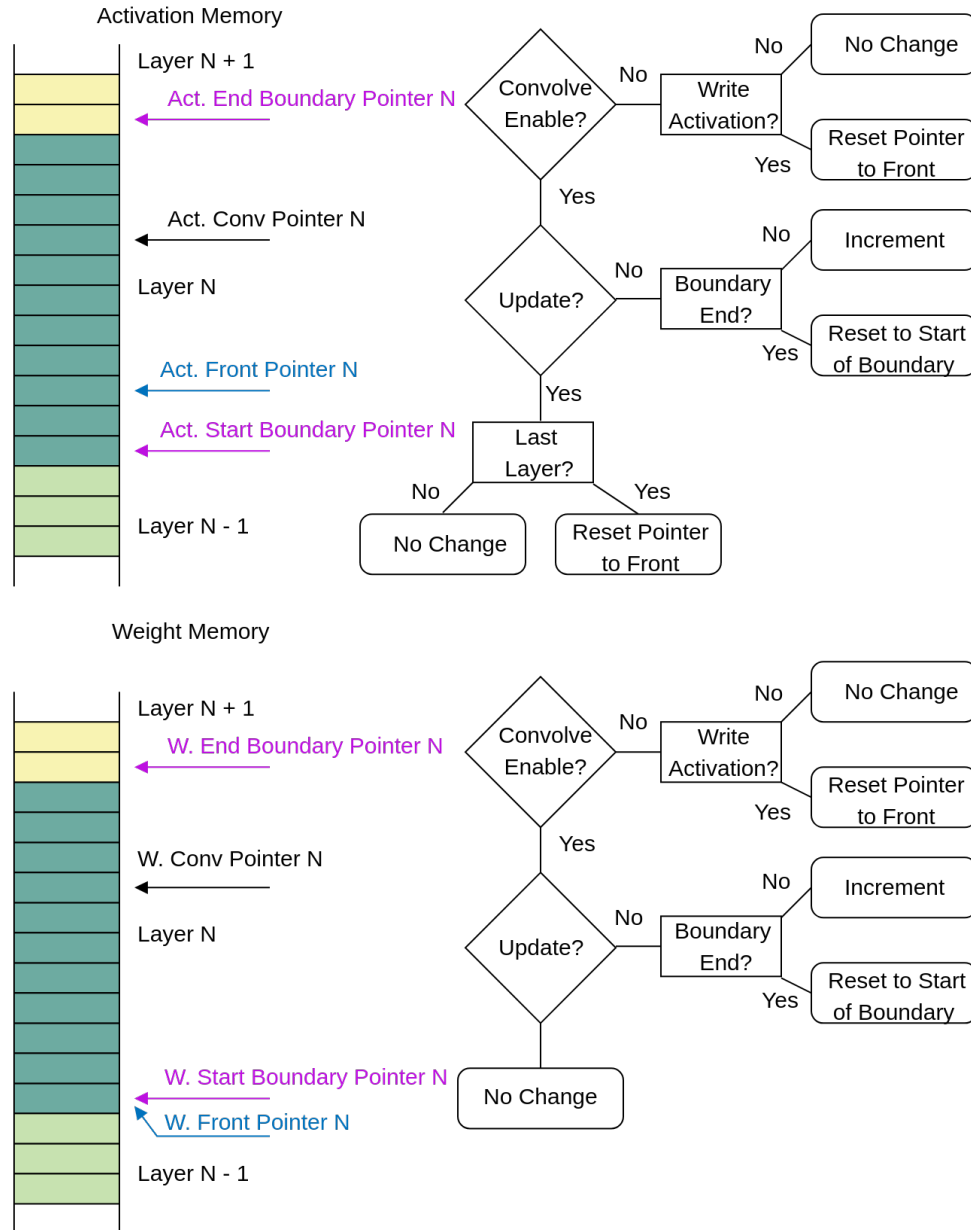 Activation Memory
Layer N + 1
Act. End Boundary Pointer N
Act. Conv Pointer N
Layer N
Act. Front Pointer N
Act. Start Boundary Pointer N
Layer N - 1
Convolve
Enable?
No
Write
Activation?
No
No Change
Yes
Reset Pointer
to Front
Yes
Update?
No
Boundary
End?
No
Increment
Yes
Reset to Start
of Boundary
Yes
Last
Layer?
No
No Change
Yes
Reset Pointer
to Front
Weight Memory
Layer N + 1
W. End Boundary Pointer N
W. Conv Pointer N
Layer N
W. Start Boundary Pointer N
W. Front Pointer N
Layer N - 1
Convolve
Enable?
No
Write
Activation?
No
No Change
Yes
Reset Pointer
to Front
Yes
Update?
No
Boundary
End?
No
Increment
Yes
Reset to Start
of Boundary
No Change